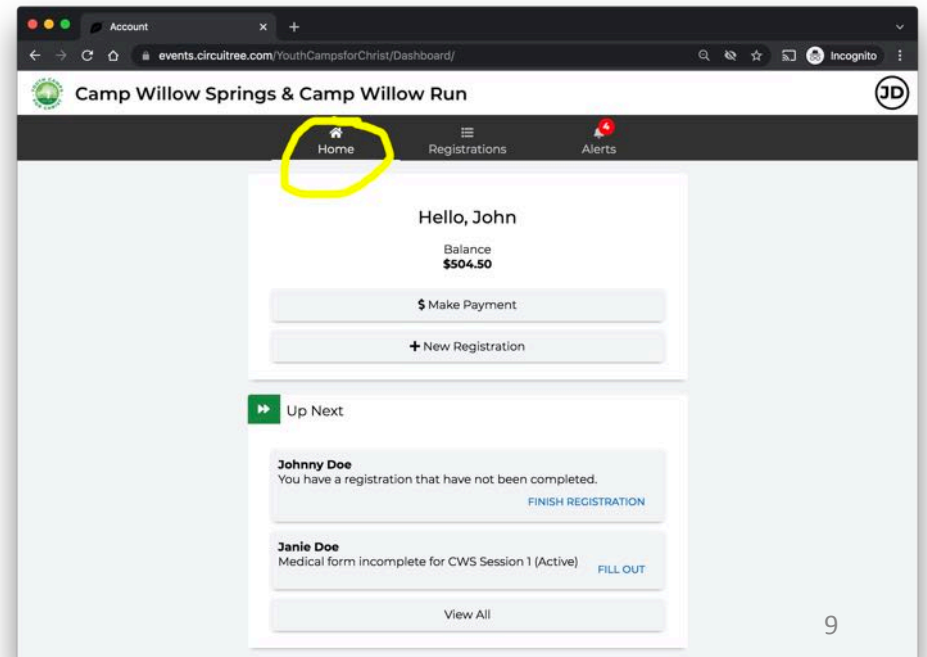 Account
events.circuitree.com/YouthCampsforChrist/Dashboard/
Incognito
Camp Willow Springs & Camp Willow Run
JD
4
Home
Registrations
Alerts
Hello, John
Balance
$504.50
$ Make Payment
+ New Registration
Up Next
Johnny Doe
You have a registration that have not been completed.
FINISH REGISTRATION
Janie Doe
Medical form incomplete for CWS Session 1 (Active)
FILL OUT
View All
9